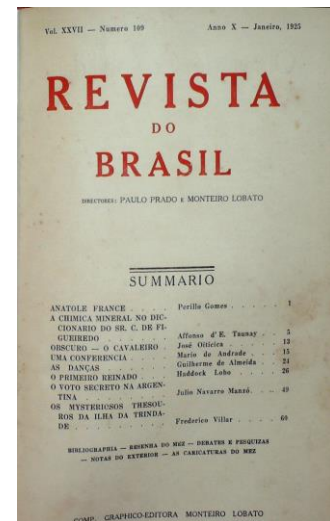 Vol. XXVII — Numero 109 Anno X — Janeiro, 1925
REVISTA
DO
BRASIL
DIRECTORES: PAULO PRADO E MONTEIRO LOBATO
SUMMARIO
ANATOLE FRANCE . . . . . Perillo Gomes . . . . . 1
A CHIMICA MINERAL NO DIC-
CIONARIO DO SR. C. DE FI-
GUEIREDO . . . . . Affonso d'E. Taunay . . 5
OBSCURO — O CAVALEIRO . José Oiticica . . . . . 13
UMA CONFERENCIA . . . . Mario de Andrade . . . 15
AS DANÇAS . . . . . Guilherme de Almeida . 24
O PRIMEIRO REINADO . . . Haddock Lobo . . . . 26
O VOTO SECRETO NA ARGEN-
TINA . . . . . Julio Navarro Monzó. . . 49
OS MYSTERIOSOS THESOU-
ROS DA ILHA DA TRINDA-
DE . . . . . Frederico Villar . . . . 60
BIBLIOGRAPHIA — RESENHA DO MEZ — DEBATES E PESQUIZAS
— NOTAS DO EXTERIOR — AS CARICATURAS DO MEZ
COMP. GRAPHICO-EDITORA MONTEIRO LOBATO